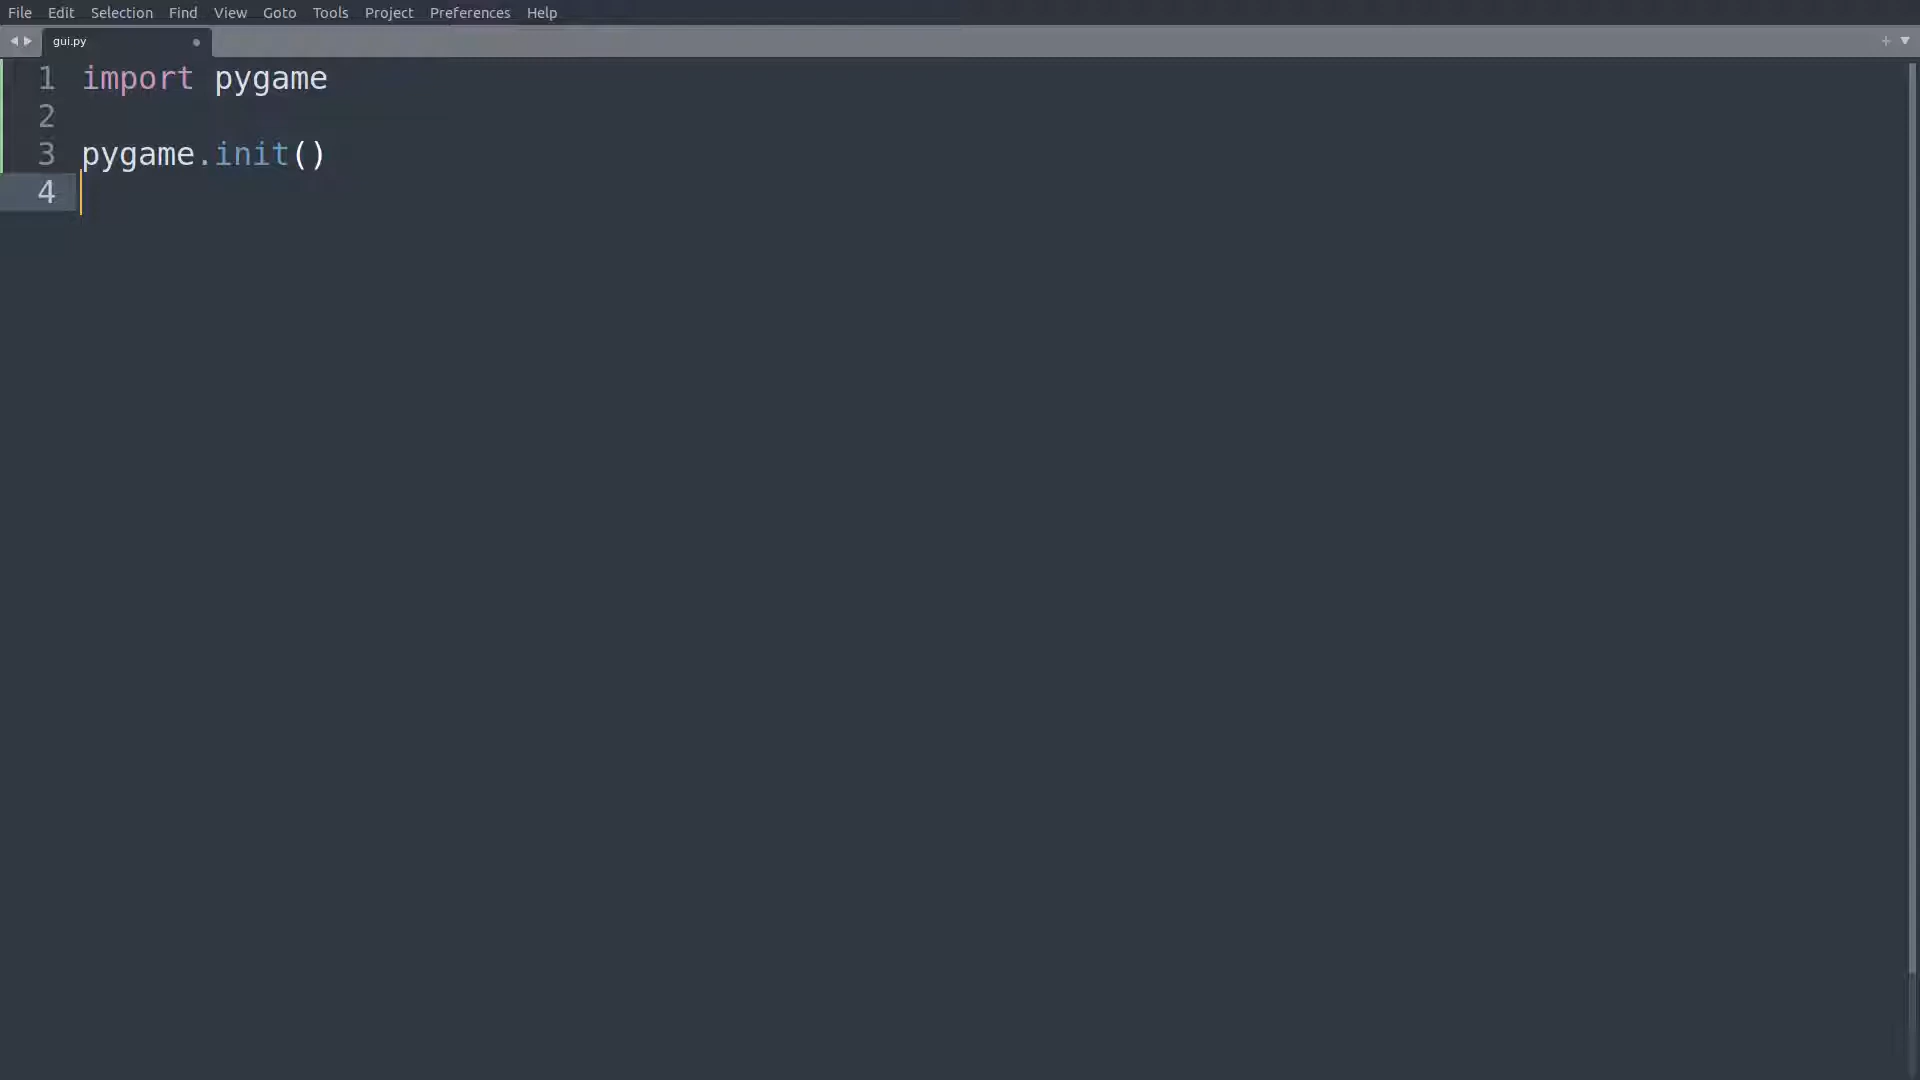 File Edit Selection Find View Goto Tools Project Preferences Help
gui.py
1 import pygame
2
3 pygame.init()
4